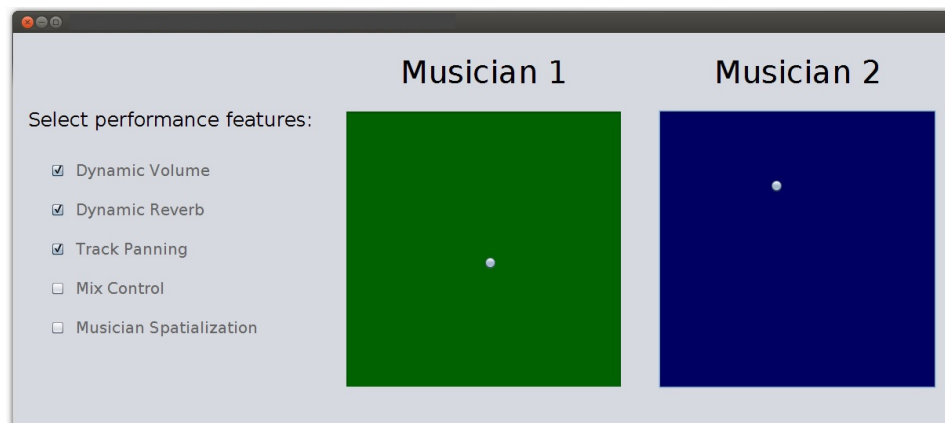 Musician 1
Musician 2
Select performance features:
Dynamic Volume
Dynamic Reverb
Track Panning
Mix Control
Musician Spatialization